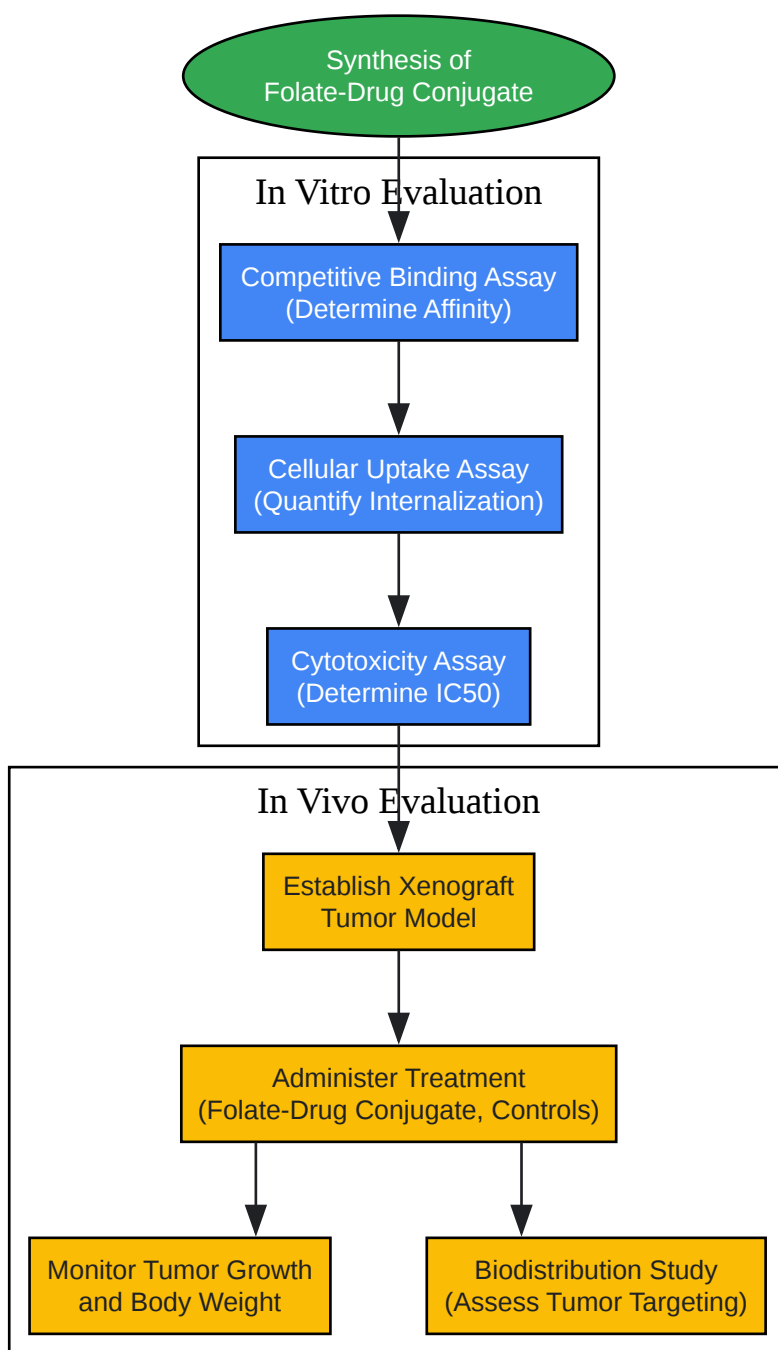 Synthesis of
Folate-Drug Conjugate
In Vitro Evaluation
Competitive Binding Assay
(Determine Affinity)
Cellular Uptake Assay
(Quantify Internalization)
Cytotoxicity Assay
(Determine IC50)
In Vivo Evaluation
Establish Xenograft
Tumor Model
Administer Treatment
(Folate-Drug Conjugate, Controls)
Monitor Tumor Growth
and Body Weight
Biodistribution Study
(Assess Tumor Targeting)